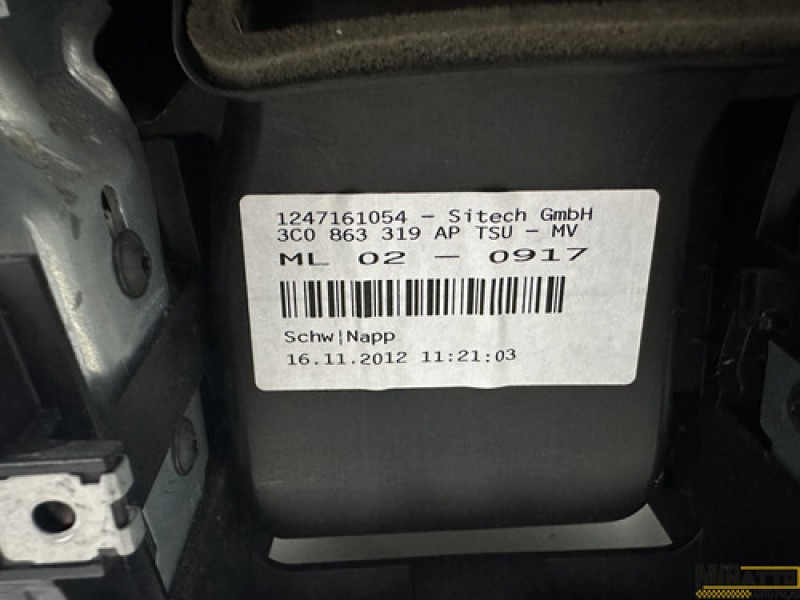 1247161054 - Sitech GmbH
3C0 863 319 AP TSU - MV
ML 02 - 0917
Schw|Napp
16.11.2012 11:21:03